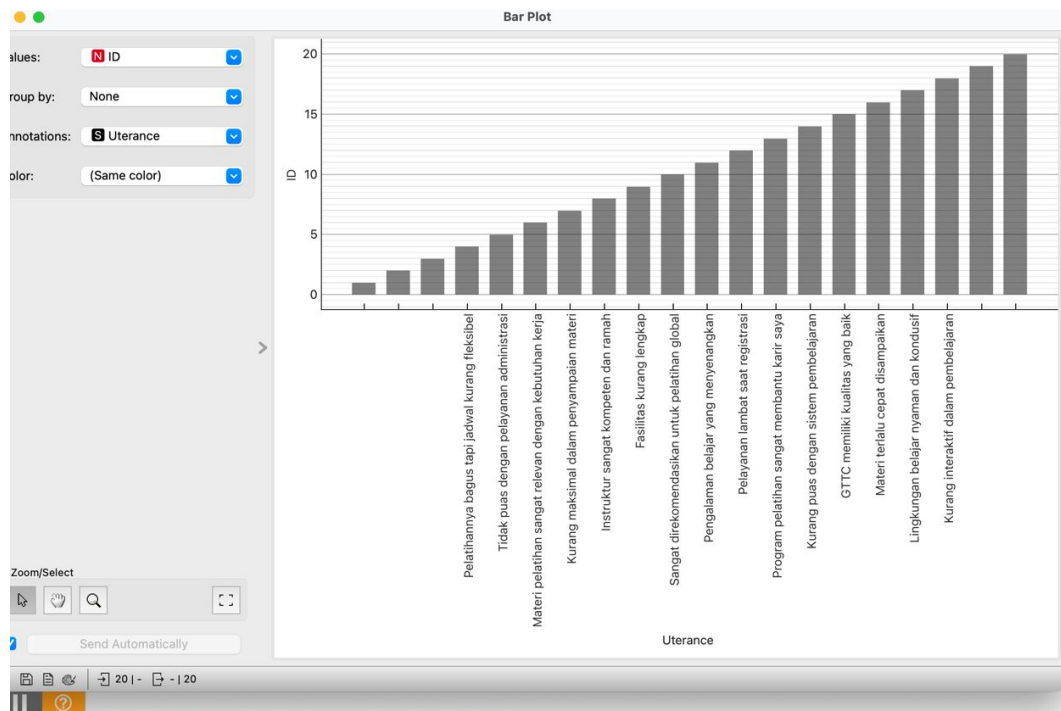 Bar Plot
alues:
N ID
roup by:
None
nnotations:
S Uterance
olor:
(Same color)
Zoom/Select
Send Automatically
20 | -
- | 20
?
20
15
10
5
0
ID
Pelatihannya bagus tapi jadwal kurang fleksibel
Tidak puas dengan pelayanan administrasi
Materi pelatihan sangat relevan dengan kebutuhan kerja
Kurang maksimal dalam penyampaian materi
Instruktur sangat kompeten dan ramah
Fasilitas kurang lengkap
Sangat direkomendasikan untuk pelatihan global
Pengalaman belajar yang menyenangkan
Pelayanan lambat saat registrasi
Program pelatihan sangat membantu karir saya
Kurang puas dengan sistem pembelajaran
GTTC memiliki kualitas yang baik
Materi terlalu cepat disampaikan
Lingkungan belajar nyaman dan kondusif
Kurang interaktif dalam pembelajaran
Uterance